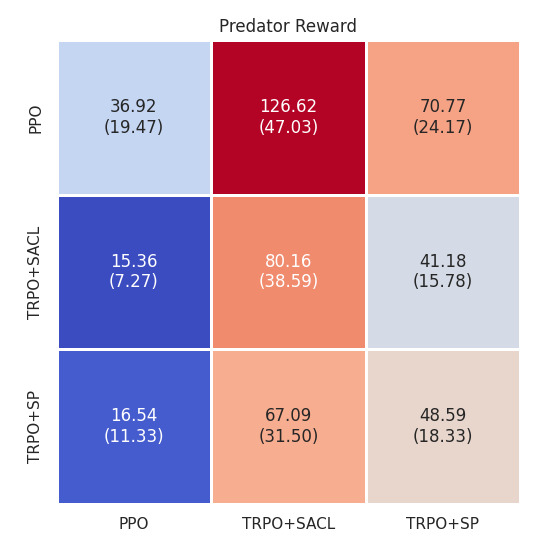 Predator Reward
PPO
36.92
(19.47)
126.62
(47.03)
70.77
(24.17)
TRPO+SACL
15.36
(7.27)
80.16
(38.59)
41.18
(15.78)
TRPO+SP
16.54
(11.33)
67.09
(31.50)
48.59
(18.33)
PPO
TRPO+SACL
TRPO+SP